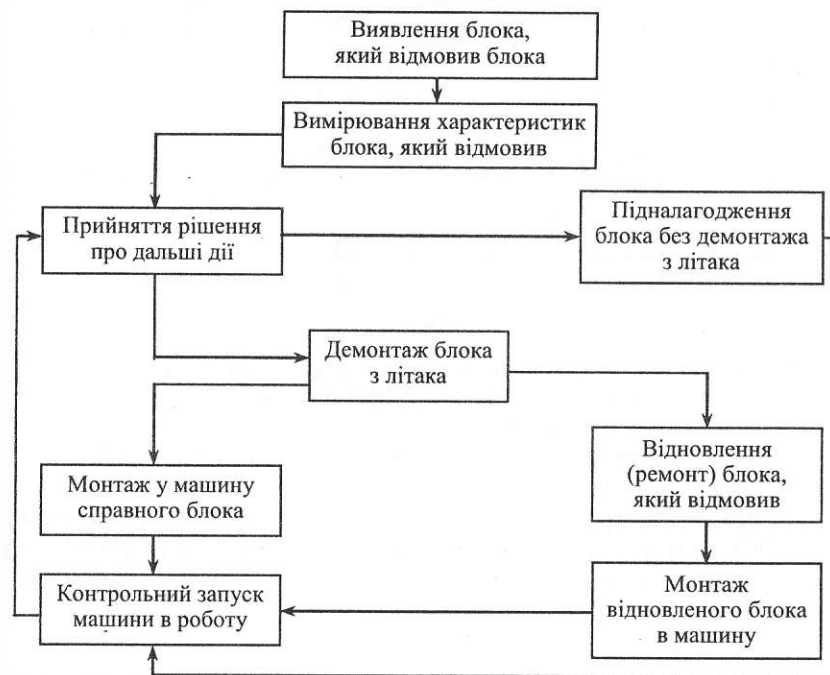 Виявлення блока,
який відмовив блока
Вимірювання характеристик
блока, який відмовив
Прийняття рішення
про дальші дії
Підналагодження
блока без демонтажа
з літака
Демонтаж блока
з літака
Відновлення
(ремонт) блока,
який відмовив
Монтаж у машину
справного блока
Контрольний запуск
машини в роботу
Монтаж
відновленого блока
в машину